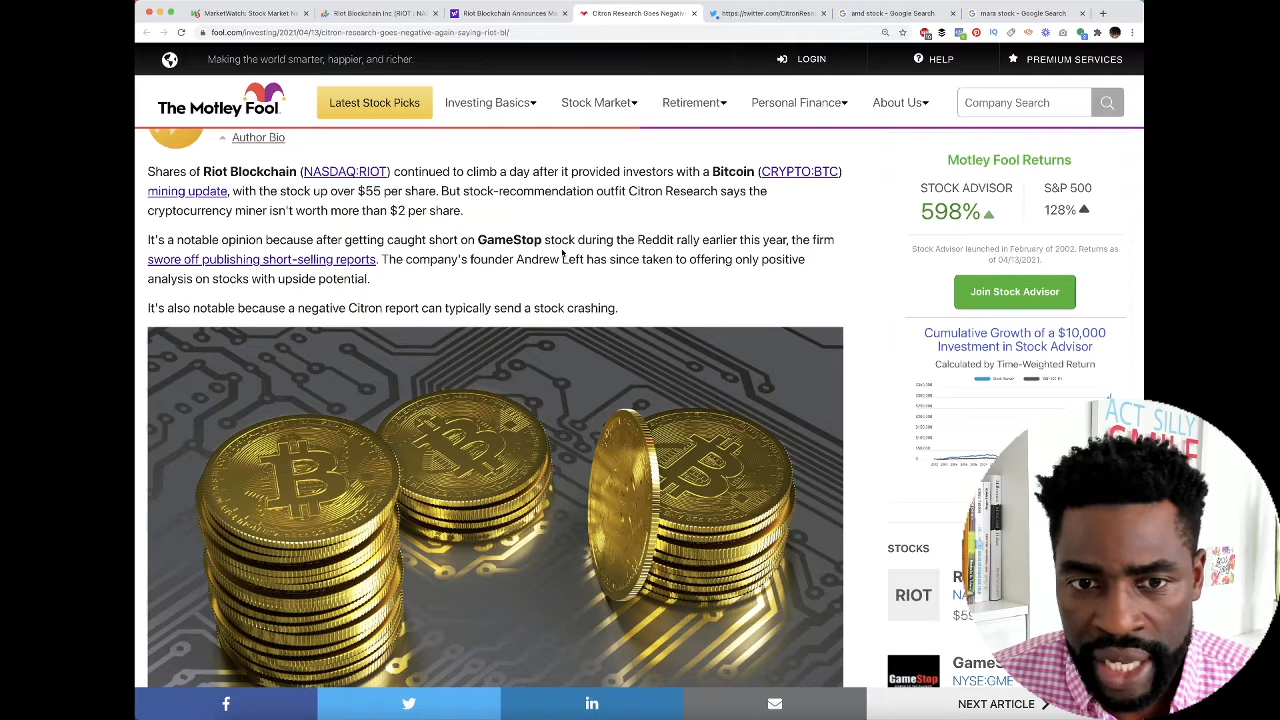 MarketWatch: Stock Market Ne
Riot Blockchain Inc. [RIOT ; NA
Riot Blockchain Announces Ma
Citron Research Goes Negative
https://twitter.com/CitronRese
amd stock - Google Search
mara stock - Google Search
fool.com/investing/2021/04/13/citron-research-goes-negative-again-saying-riot-bl/
Making the world smarter, happier, and richer.
LOGIN
HELP
PREMIUM SERVICES
The Motley Fool.
Latest Stock Picks
Investing Basics
Stock Market
Retirement
Personal Finance
About Us
Company Search
Author Bio
Shares of Riot Blockchain (NASDAQ:RIOT) continued to climb a day after it provided investors with a Bitcoin (CRYPTO:BTC)
mining update, with the stock up over $55 per share. But stock-recommendation outfit Citron Research says the
cryptocurrency miner isn't worth more than $2 per share.
It's a notable opinion because after getting caught short on GameStop stock during the Reddit rally earlier this year, the firm
swore off publishing short-selling reports. The company's founder Andrew Left has since taken to offering only positive
analysis on stocks with upside potential.
It's also notable because a negative Citron report can typically send a stock crashing.
Motley Fool Returns
STOCK ADVISOR
S&P 500
598%
128%
Stock Advisor launched in February of 2002. Returns as
of 04/13/2021.
Join Stock Advisor
Cumulative Growth of a $10,000
Investment in Stock Advisor
Calculated by Time-Weighted Return
ACT SILLY
STOCKS
RIOT
R
NA
GameStop
GameS
NYSE:GME
NEXT ARTICLE